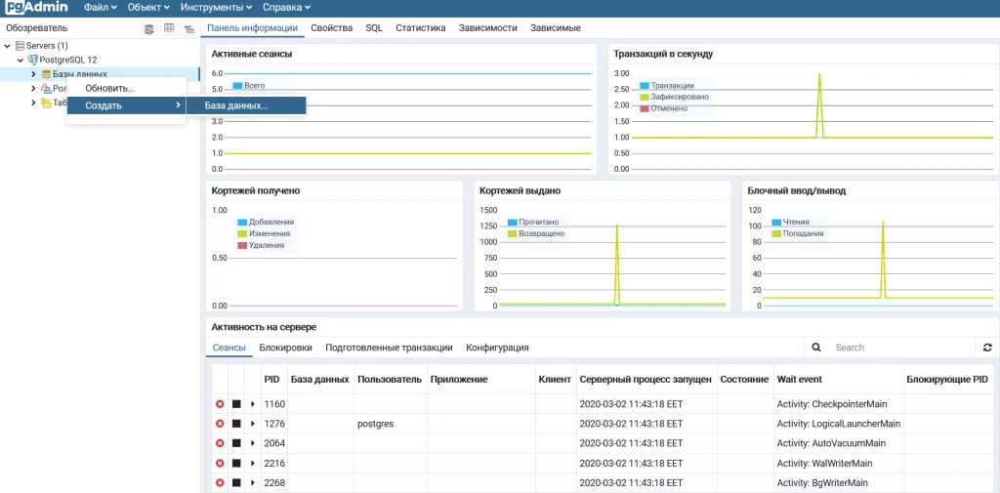 pgAdmin Файл Объект Инструменты Справка
Обозреватель
Панель информации Свойства SQL Статистика Зависимости Зависимые
Servers (1)
PostgreSQL 12
Базы данных
Рол
Таб
Обновить...
Создать
База данных...
Активные сеансы
6.0
Всего
3.0
2.0
1.0
0.0
Транзакций в секунду
3.00
2.50
2.00
1.50
1.00
0.50
0.00
Транзакции
Зафиксировано
Отменено
Кортежей получено
1.00
0.50
0.00
Добавления
Изменения
Удаления
Кортежей выдано
1500
1250
1000
750
500
250
0
Прочитано
Возвращено
Блочный ввод/вывод
120
100
80
60
40
20
0
Чтения
Попадания
Активность на сервере
Сеансы Блокировки Подготовленные транзакции Конфигурация Search
PID База данных Пользователь Приложение Клиент Серверный процесс запущен Состояние Wait event Блокирующие PID
1160 2020-03-02 11:43:18 EET Activity: CheckpointerMain
1276 postgres 2020-03-02 11:43:18 EET Activity: LogicalLauncherMain
2064 2020-03-02 11:43:18 EET Activity: AutoVacuumMain
2216 2020-03-02 11:43:18 EET Activity: WalWriterMain
2268 2020-03-02 11:43:18 EET Activity: BgWriterMain